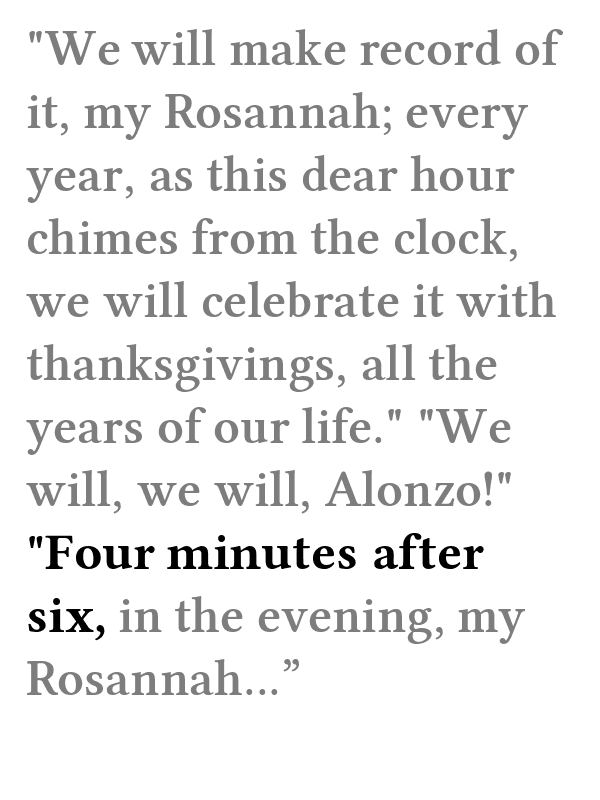 "We will make record of
it, my Rosannah; every
year, as this dear hour
chimes from the clock,
we will celebrate it with
thanksgivings, all the
years of our life." "We
will, we will, Alonzo!"
"Four minutes after
six, in the evening, my
Rosannah...”